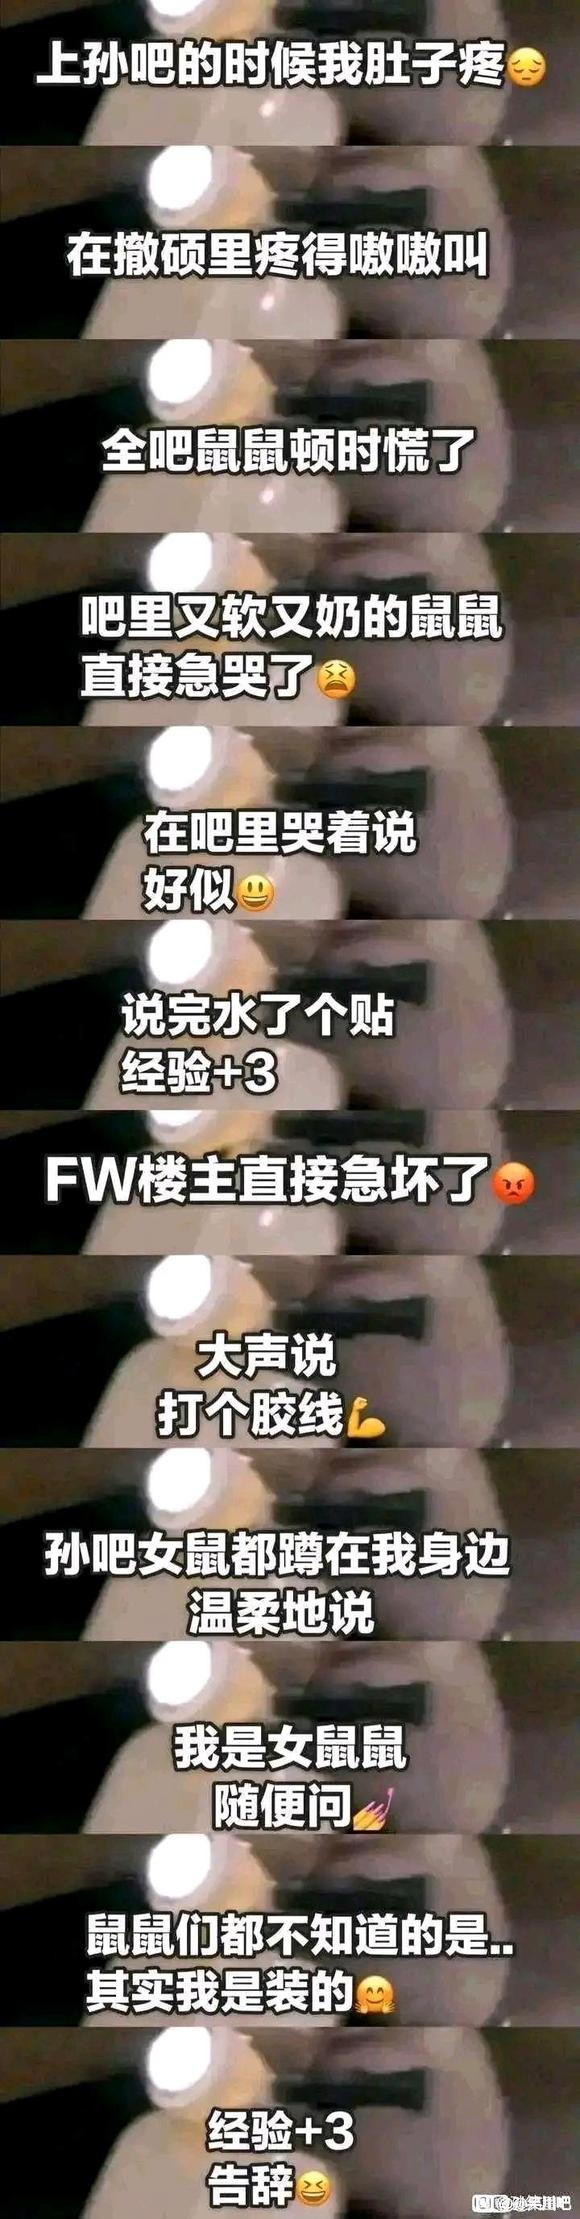 上孙吧的时候我肚子疼😔
在撤硕里疼得嗷嗷叫
全吧鼠鼠顿时慌了
吧里又软又奶的鼠鼠
直接急哭了😫
在吧里哭着说
好似😃
说完水了个贴
经验+3
FW楼主直接急坏了😡
大声说
打个胶线💪
孙吧女鼠都蹲在我身边
温柔地说
我是女鼠鼠
随便问💅
鼠鼠们都不知道的是..
其实我是装的🤗
经验+3
告辞😆